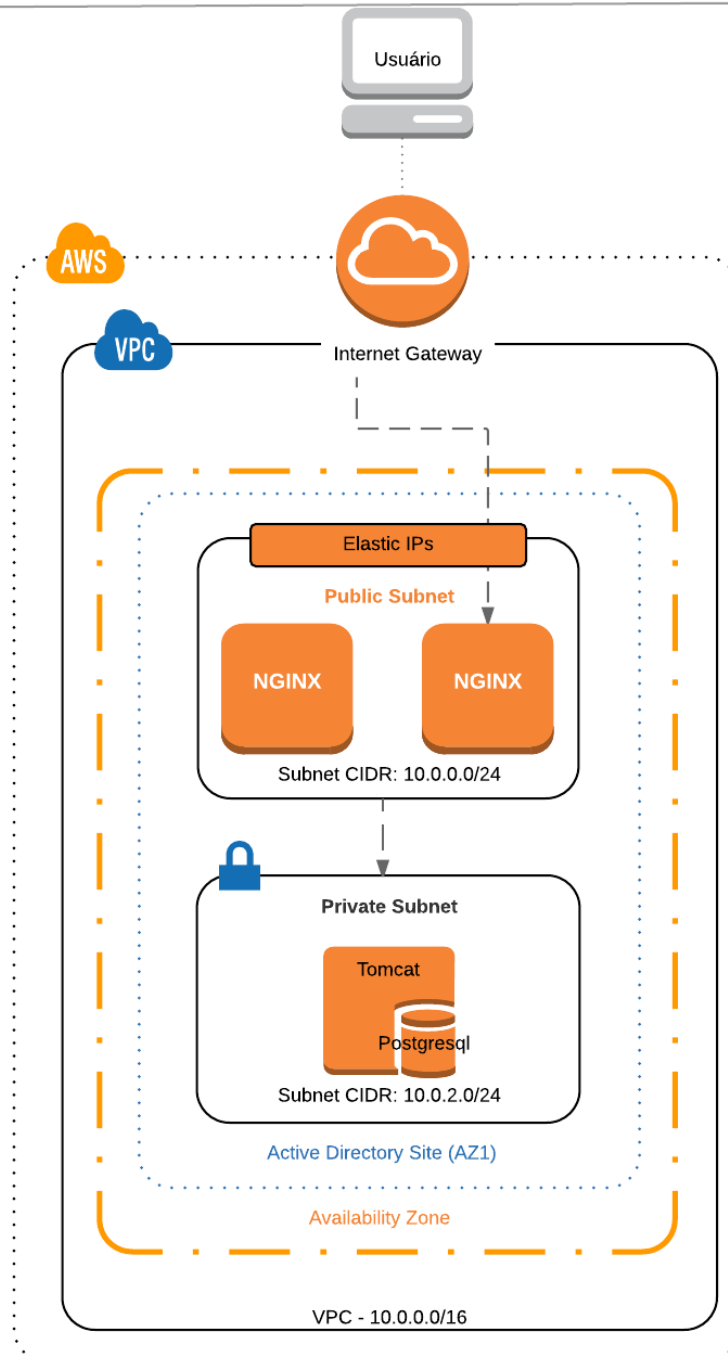 Usuário
AWS
VPC
Internet Gateway
Elastic IPs
Public Subnet
NGINX
NGINX
Subnet CIDR: 10.0.0.0/24
Private Subnet
Tomcat
Postgresql
Subnet CIDR: 10.0.2.0/24
Active Directory Site (AZ1)
Availability Zone
VPC - 10.0.0.0/16